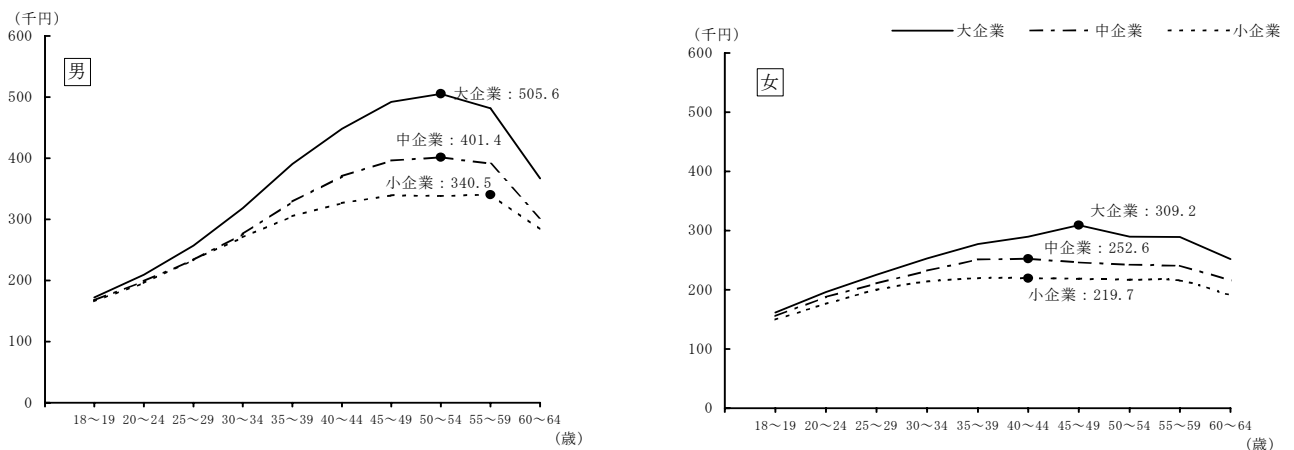 (千円)
600
500
400
300
200
100
0
男
大企業：505.6
中企業：401.4
小企業：340.5
18～19 20～24 25～29 30～34 35～39 40～44 45～49 50～54 55～59 60～64
(歳)
大企業 中企業 小企業
(千円)
600
500
400
300
200
100
0
女
大企業：309.2
中企業：252.6
小企業：219.7
18～19 20～24 25～29 30～34 35～39 40～44 45～49 50～54 55～59 60～64
(歳)